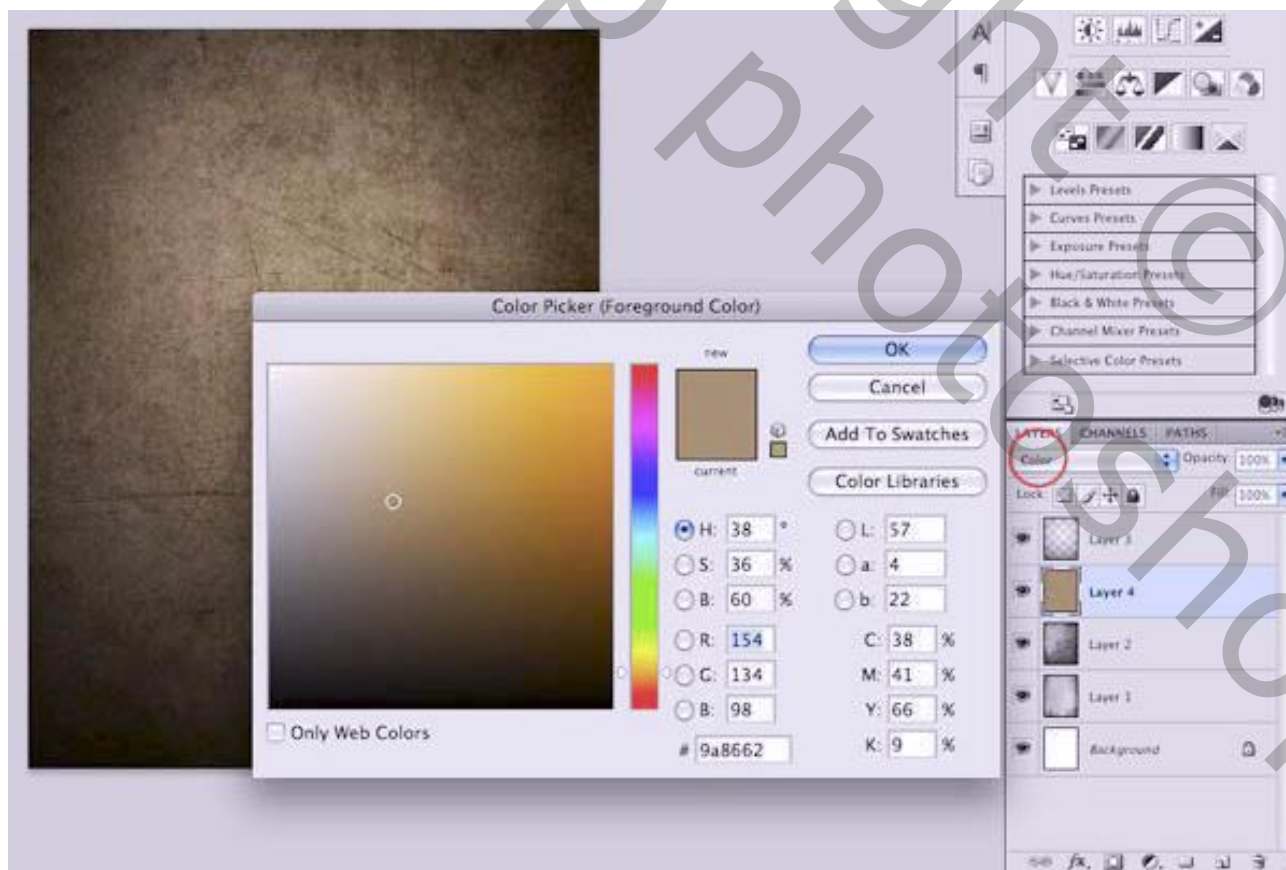 A|
¶
Levels Presets
Curves Presets
Exposure Presets
Hue/Saturation Presets
Black & White Presets
Channel Mixer Presets
Selective Color Presets
Color Picker (Foreground Color)
new
current
OK
Cancel
Add To Swatches
Color Libraries
H: 38 °
S: 36 %
B: 60 %
R: 154
G: 134
B: 98
# 9a8662
L: 57
a: 4
b: 22
C: 38 %
M: 41 %
Y: 66 %
K: 9 %
Only Web Colors
LAYERS CHANNELS PATHS
Color Opacity: 100%
Lock: Fill: 100%
Layer 3
Layer 4
Layer 2
Layer 1
Background
fx.
©